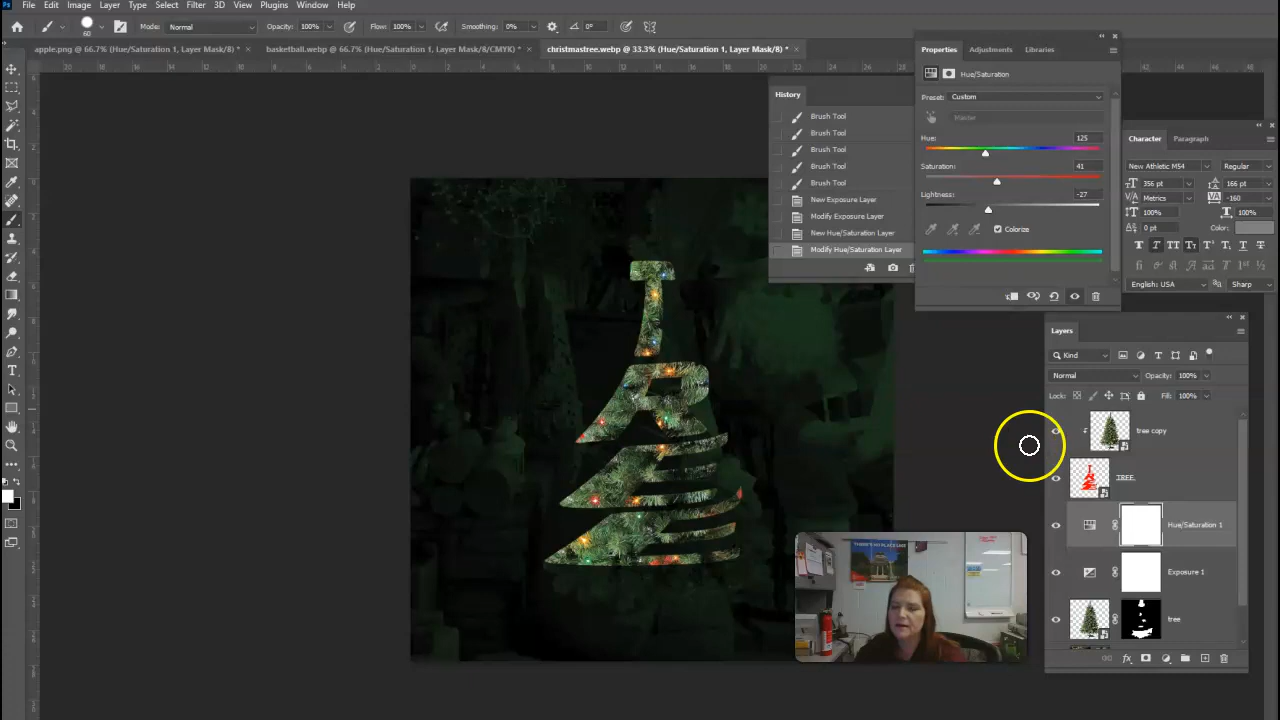 File Edit Image Layer Type Select Filter 3D View Plugins Window Help
60 Mode: Normal Opacity: 100% Flow: 100% Smoothing: 0% 0°
apple.png @ 66.7% (Hue/Saturation 1, Layer Mask/8) * × basketball.webp @ 66.7% (Hue/Saturation 1, Layer Mask/8/CMYK) * × christmastree.webp @ 33.3% (Hue/Saturation 1, Layer Mask/8) * ×
History
Brush Tool
Brush Tool
Brush Tool
Brush Tool
Brush Tool
New Exposure Layer
Modify Exposure Layer
New Hue/Saturation Layer
Modify Hue/Saturation Layer
Properties Adjustments Libraries
Hue/Saturation
Preset: Custom
Master
Hue: 125
Saturation: 41
Lightness: -27
Colorize
Character Paragraph
New Athletic M54 Regular
356 pt 166 pt
Metrics -160
100% 100%
0 pt Color:
English: USA Sharp
Layers
Kind
Normal Opacity: 100%
Lock: Fill: 100%
tree copy
TREE
Hue/Saturation 1
Exposure 1
tree
TREE
THERE'S NO PLACE LIKE